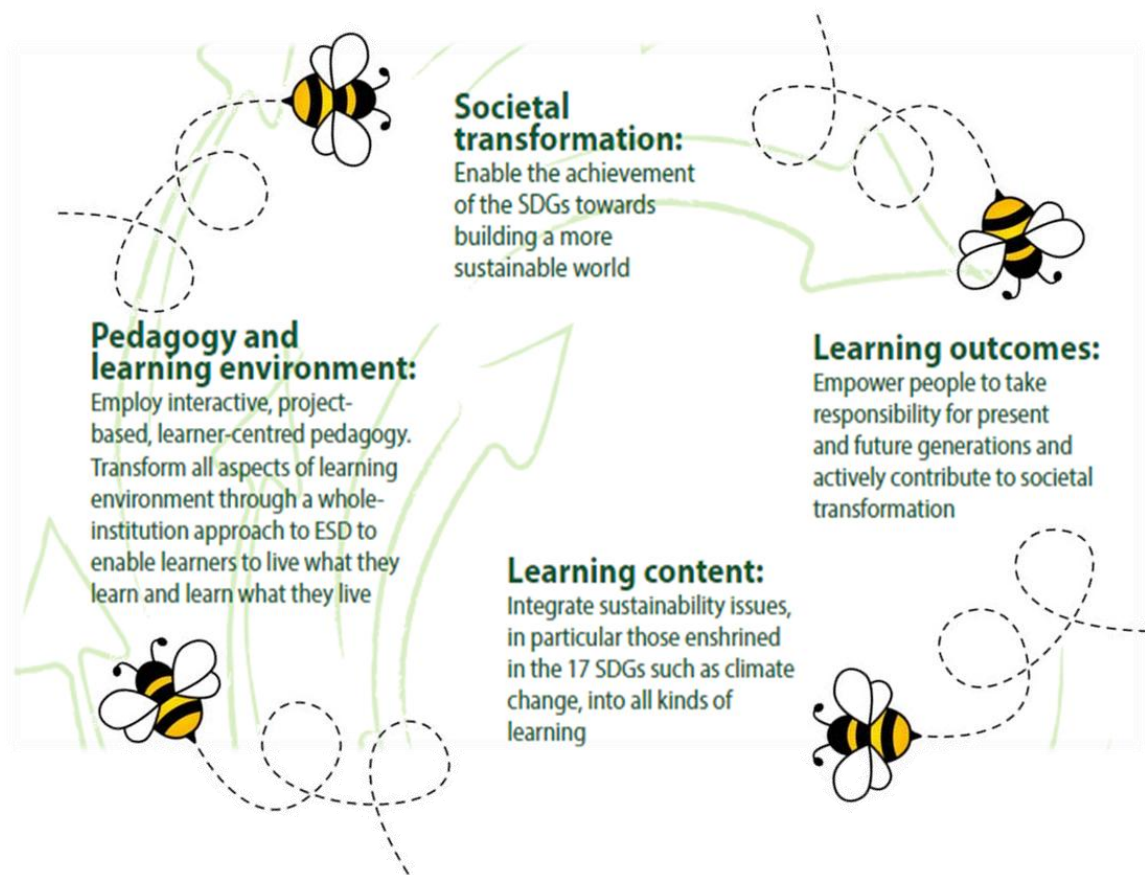 Societal
transformation:
Enable the achievement
of the SDGs towards
building a more
sustainable world
Pedagogy and
learning environment:
Employ interactive, project-
based, learner-centred pedagogy.
Transform all aspects of learning
environment through a whole-
institution approach to ESD to
enable learners to live what they
learn and learn what they live
Learning outcomes:
Empower people to take
responsibility for present
and future generations and
actively contribute to societal
transformation
Learning content:
Integrate sustainability issues,
in particular those enshrined
in the 17 SDGs such as climate
change, into all kinds of
learning